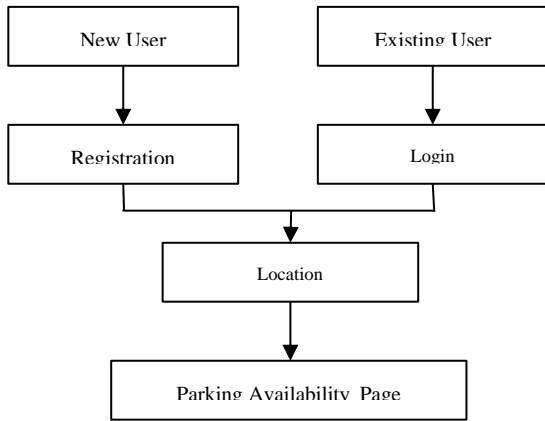 New User
Existing User
Registration
Login
Location
Parking Availability Page